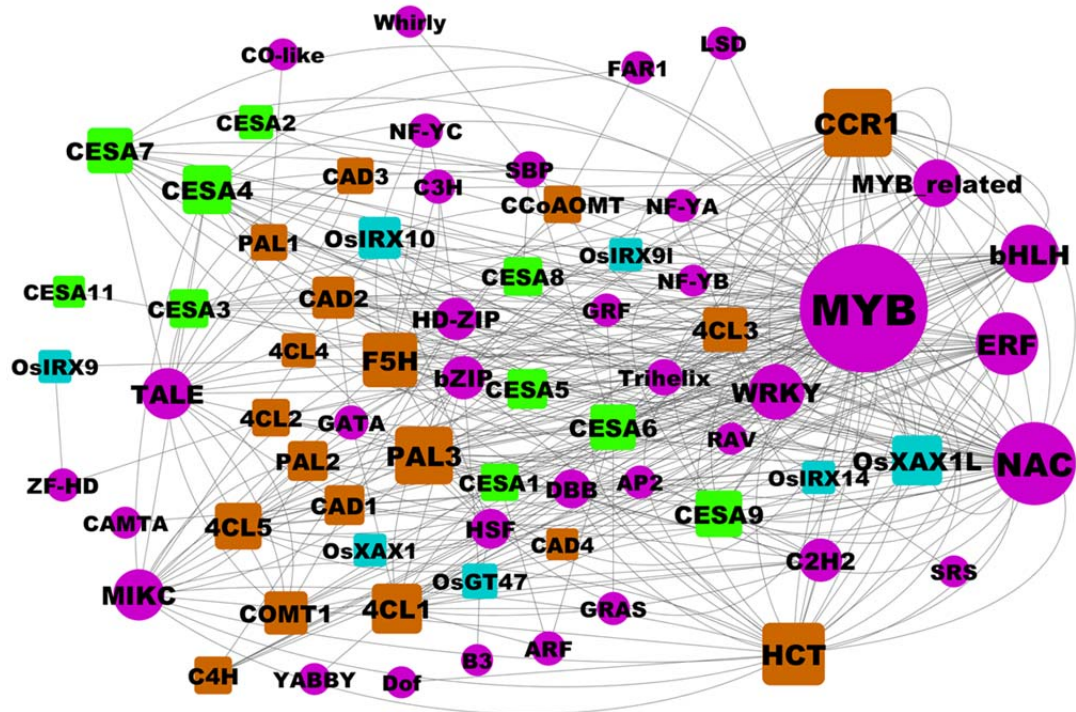 Whirly
LSD
CO-like
FAR1
CCR1
CESA2
NF-YC
CESA7
SBP
CAD3
C3H
CESA4
MYB_related
CCoAOMT
NF-YA
PAL1
OsIRX10
OsIRX9l
bHLH
CESA8
NF-YB
CESA11
CAD2
CESA3
HD-ZIP
GRF
MYB
4CL3
ERF
4CL4
F5H
OsIRX9
bZIP
Trihelix
CESA5
TALE
WRKY
4CL2
GATA
CESA6
RAV
PAL2
PAL3
OsXAX1L
NAC
ZF-HD
CESA1
DBB
AP2
OsIRX14
CAD1
CESA9
CAMTA
4CL5
HSF
CAD4
OsXAX1
C2H2
SRS
OsGT47
MIKC
COMT1
4CL1
GRAS
ARF
HCT
B3
C4H
YABBY
Dof